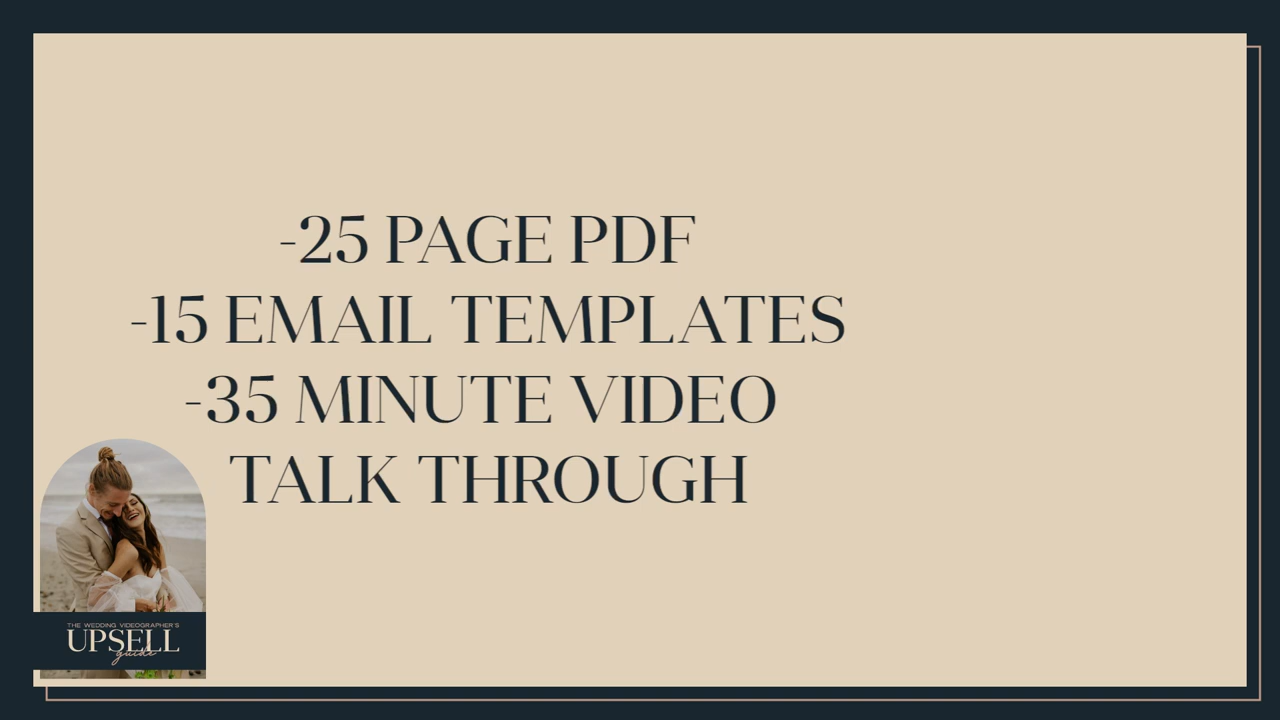 -25 PAGE PDF
-15 EMAIL TEMPLATES
-35 MINUTE VIDEO
TALK THROUGH
THE WEDDING VIDEOGRAPHER'S
UPSELL
guide